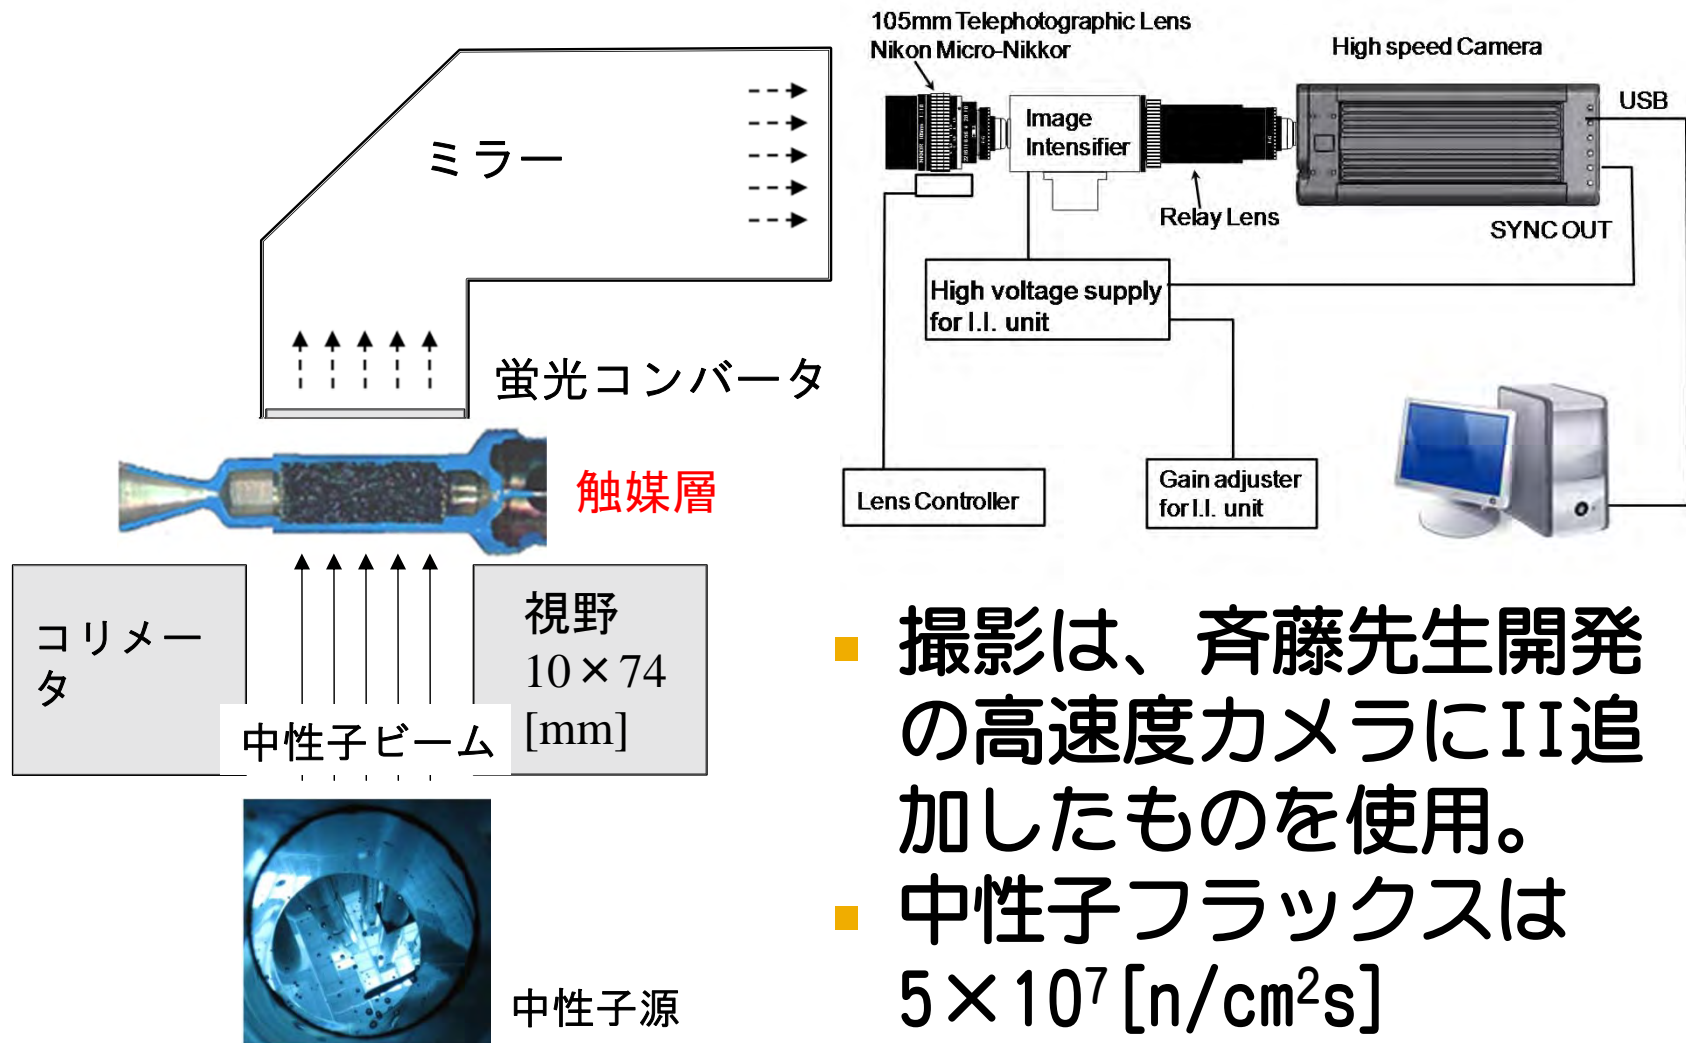 105mm Telephotographic Lens
Nikon Micro-Nikkor
High speed Camera
USB
Image
Intensifier
Relay Lens
SYNC OUT
High voltage supply
for I.I. unit
Lens Controller
Gain adjuster
for I.I. unit
ミラー
蛍光コンバータ
触媒層
コリメー
タ
視野
10×74
[mm]
中性子ビーム
中性子源
撮影は、斉藤先生開発
の高速度カメラにII追
加したものを使用。
中性子フラックスは
5×10⁷[n/cm²s]